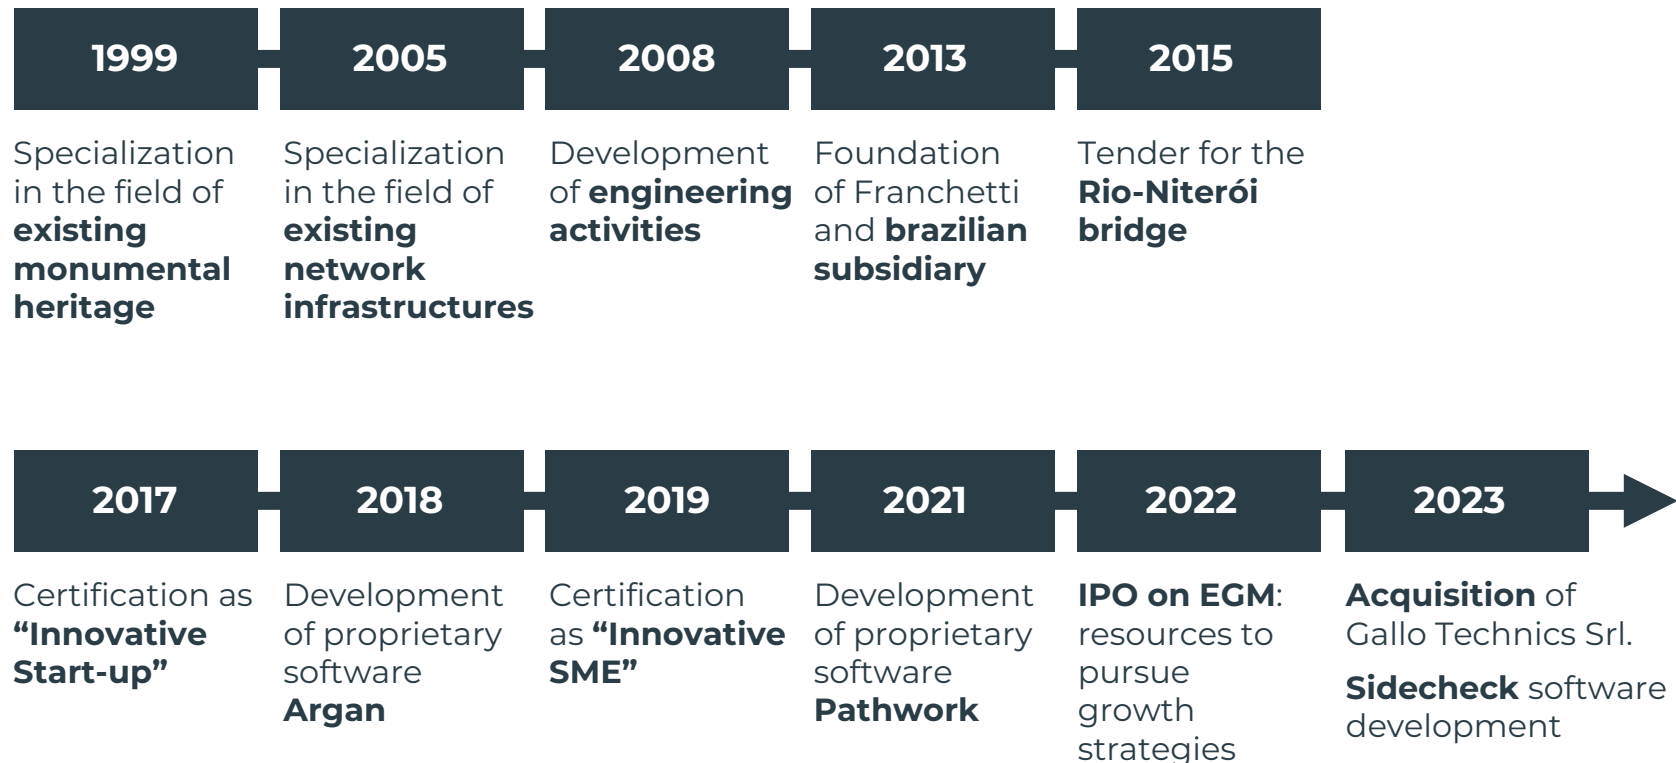 1999
2005
2008
2013
2015
Specialization
in the field of
existing
monumental
heritage
Specialization
in the field of
existing
network
infrastructures
Development
of engineering
activities
Foundation
of Franchetti
and brazilian
subsidiary
Tender for the
Rio-Niterói
bridge
2017
2018
2019
2021
2022
2023
Certification as
“Innovative
Start-up”
Development
of proprietary
software
Argan
Certification
as “Innovative
SME”
Development
of proprietary
software
Pathwork
IPO on EGM:
resources to
pursue
growth
strategies
Acquisition of
Gallo Technics Srl.
Sidecheck software
development